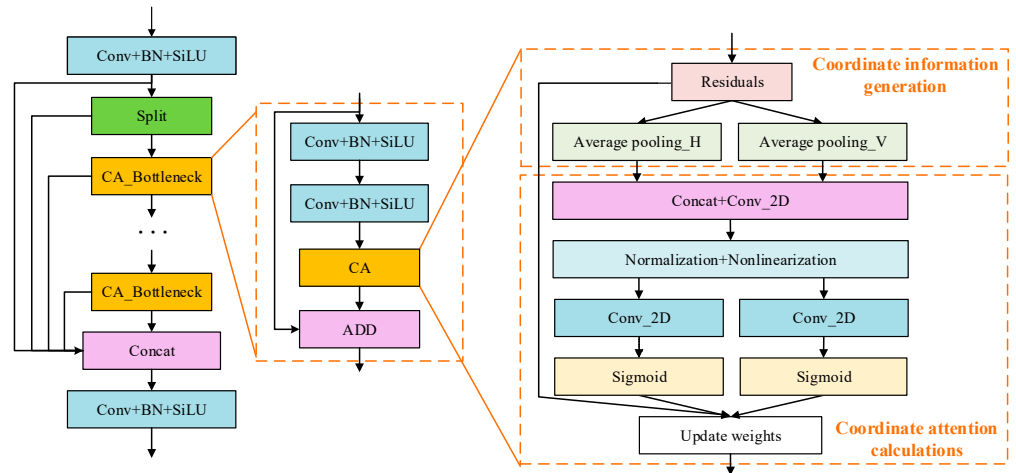 Conv+BN+SiLU
Split
CA_Bottleneck
...
CA_Bottleneck
Concat
Conv+BN+SiLU
Conv+BN+SiLU
Conv+BN+SiLU
CA
ADD
Coordinate information
generation
Residuals
Average pooling_H
Average pooling_V
Concat+Conv_2D
Normalization+Nonlinearization
Conv_2D
Conv_2D
Sigmoid
Sigmoid
Update weights
Coordinate attention
calculations